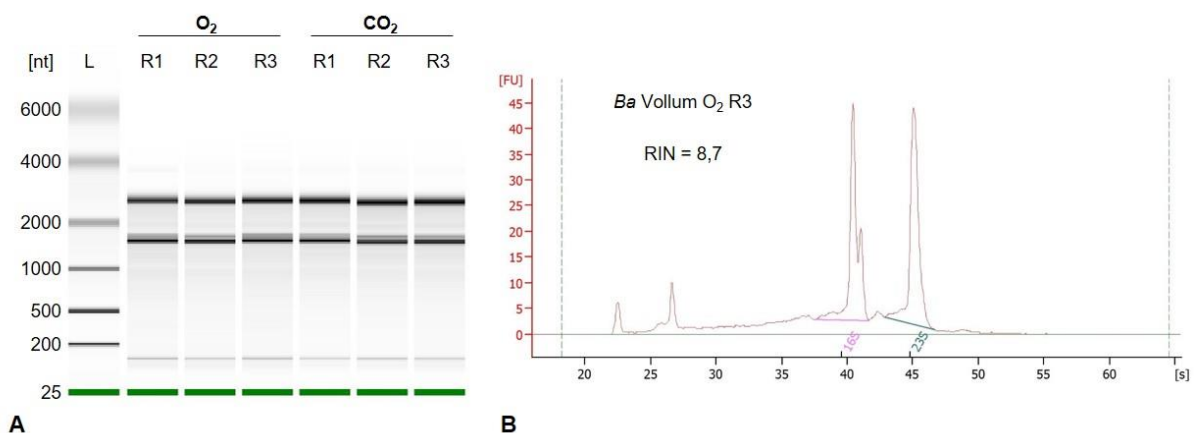 O₂ CO₂
[nt] L R1 R2 R3 R1 R2 R3
6000
4000
2000
1000
500
200
25
A
[FU]
45
40
35
30
25
20
15
10
5
0
Ba Vollum O₂ R3
RIN = 8,7
16S
23S
20 25 30 35 40 45 50 55 60 [s]
B